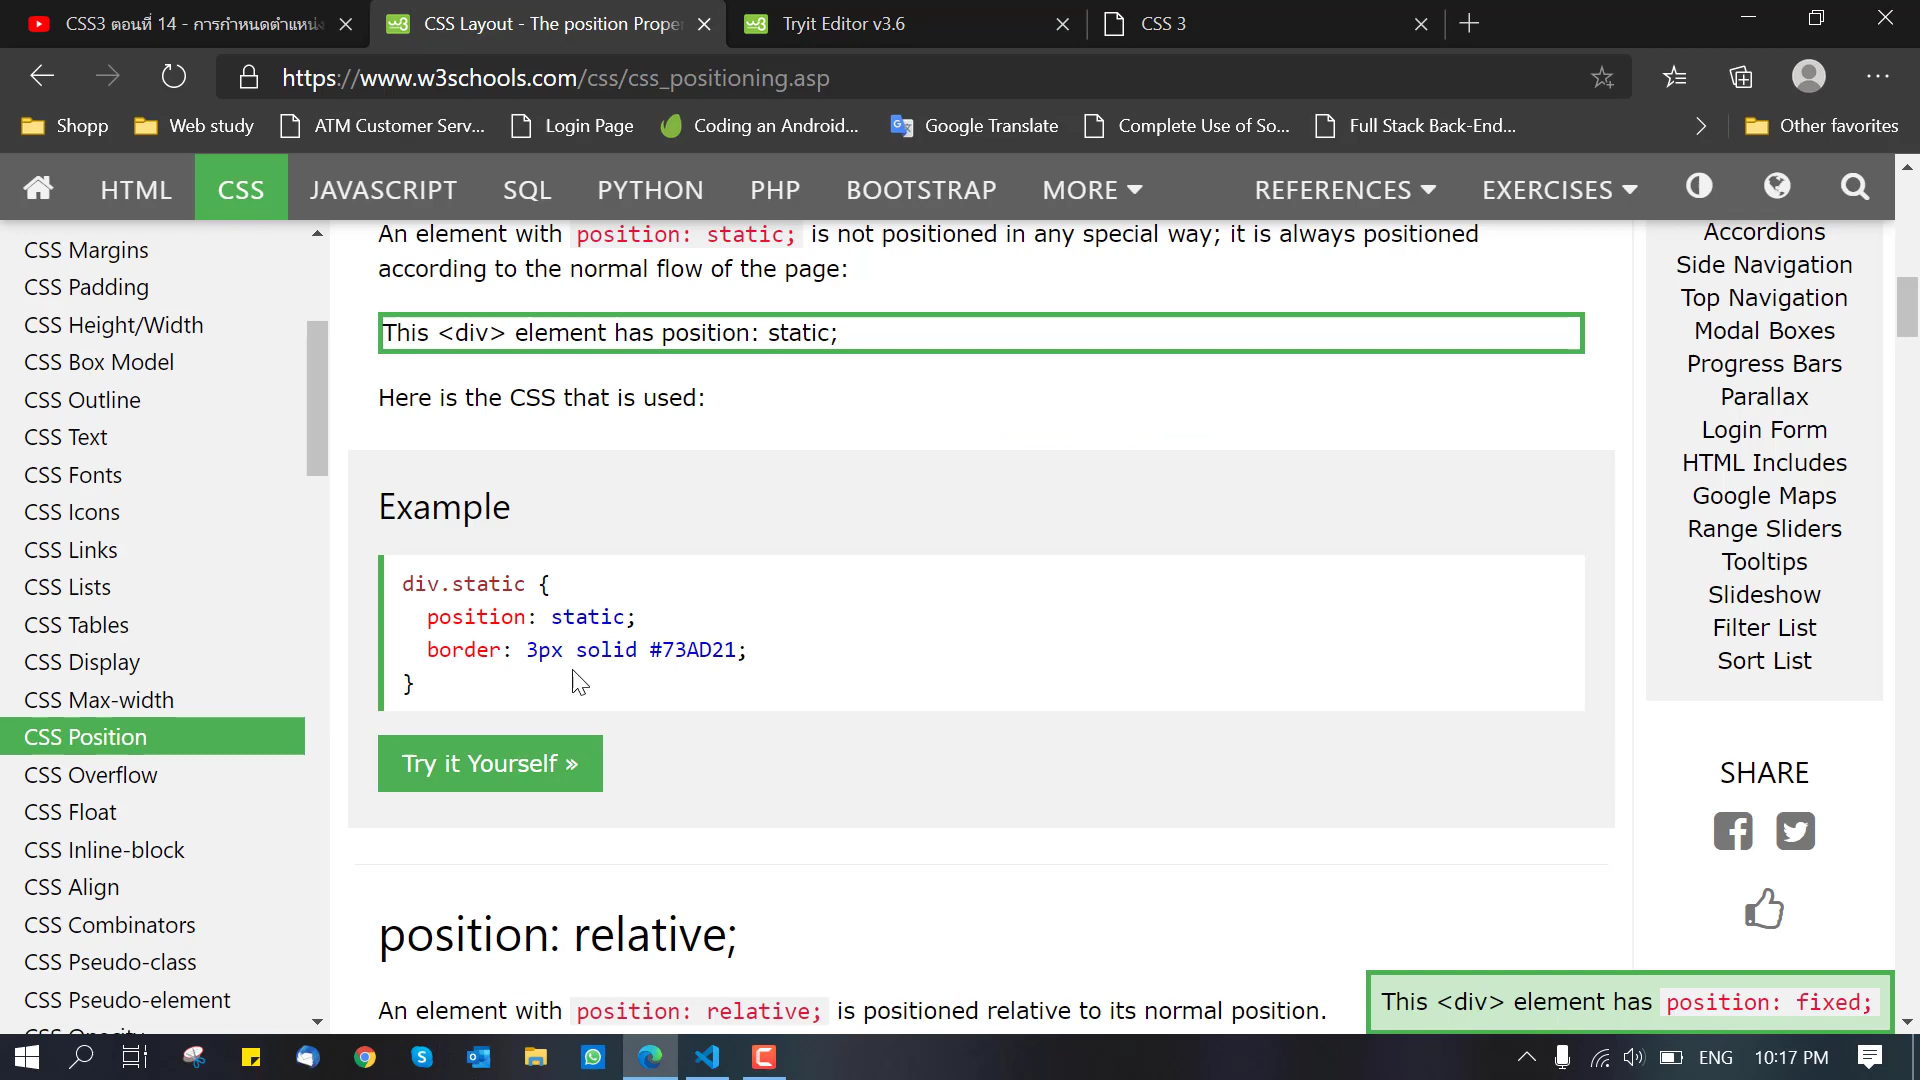 CSS3 ตอนที่ 14 - การกำหนดตำแหน่ง
CSS Layout - The position Prope
Tryit Editor v3.6
CSS 3
https://www.w3schools.com/css/css_positioning.asp
Shopp
Web study
ATM Customer Serv...
Login Page
Coding an Android...
Google Translate
Complete Use of So...
Full Stack Back-End...
Other favorites
HTML
CSS
JAVASCRIPT
SQL
PYTHON
PHP
BOOTSTRAP
MORE
REFERENCES
EXERCISES
CSS Margins
CSS Padding
CSS Height/Width
CSS Box Model
CSS Outline
CSS Text
CSS Fonts
CSS Icons
CSS Links
CSS Lists
CSS Tables
CSS Display
CSS Max-width
CSS Position
CSS Overflow
CSS Float
CSS Inline-block
CSS Align
CSS Combinators
CSS Pseudo-class
CSS Pseudo-element
CSS Opacity
An element with position: static; is not positioned in any special way; it is always positioned
according to the normal flow of the page:
This <div> element has position: static;
Here is the CSS that is used:
Example
div.static {
position: static;
border: 3px solid #73AD21;
}
Try it Yourself »
position: relative;
An element with position: relative; is positioned relative to its normal position.
Accordions
Side Navigation
Top Navigation
Modal Boxes
Progress Bars
Parallax
Login Form
HTML Includes
Google Maps
Range Sliders
Tooltips
Slideshow
Filter List
Sort List
SHARE
This <div> element has position: fixed;
ENG
10:17 PM